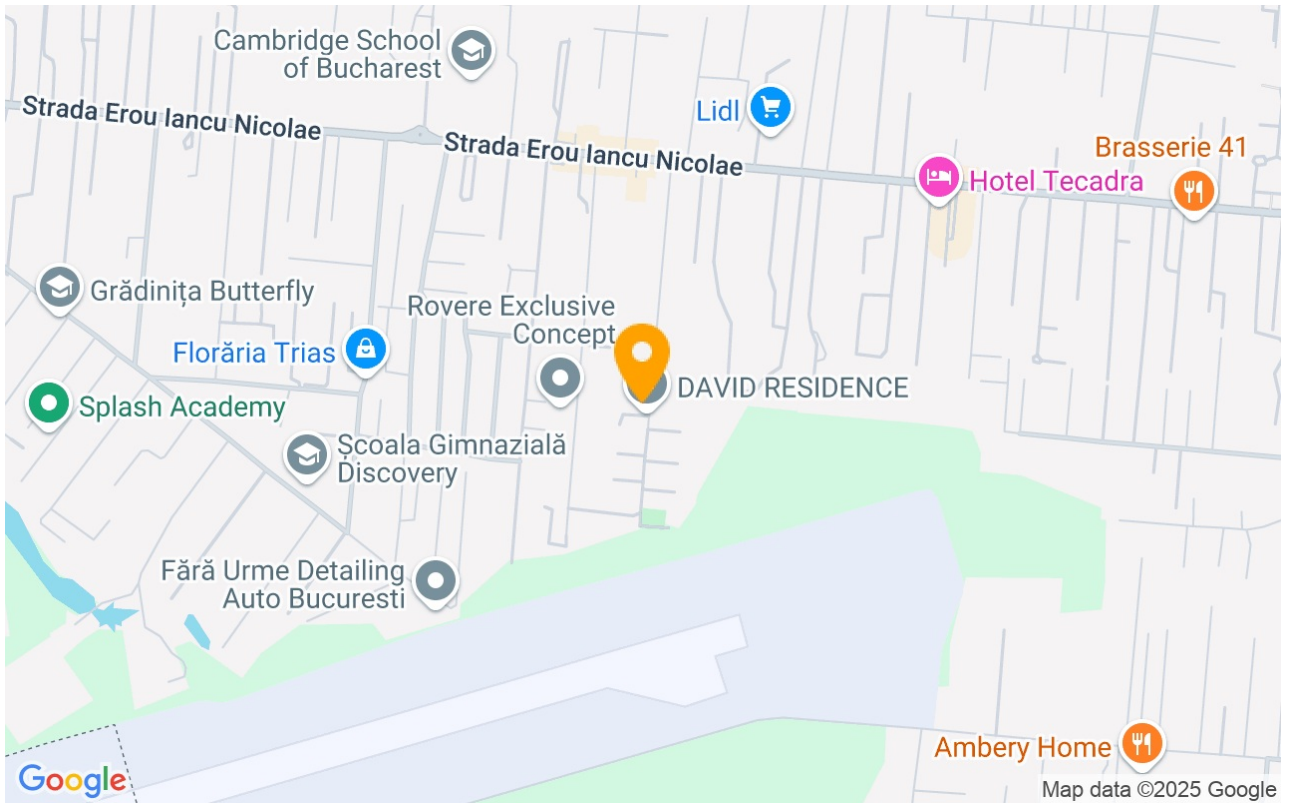 Cambridge School
of Bucharest
Strada Erou Iancu Nicolae
Strada Erou Iancu Nicolae
Lidl
Brasserie 41
Hotel Tecadra
Grădinița Butterfly
Rovere Exclusive
Concept
Florăria Trias
DAVID RESIDENCE
Splash Academy
Școala Gimnazială
Discovery
Fără Urme Detailing
Auto Bucuresti
Ambery Home
Google
Map data ©2025 Google